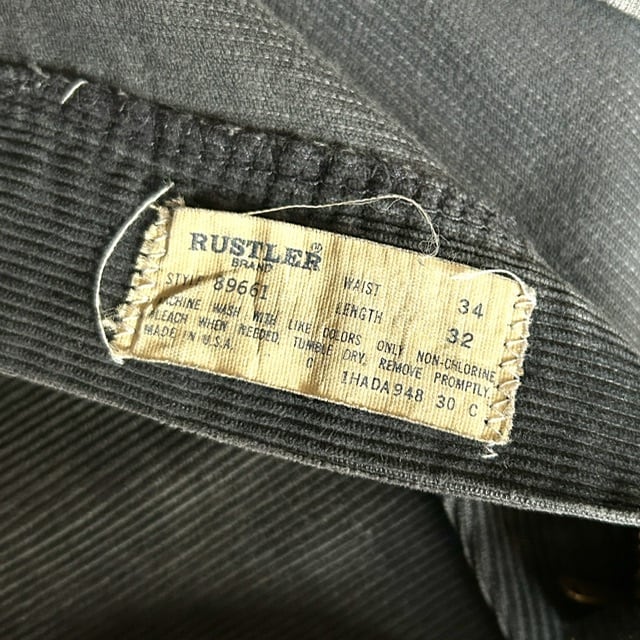 RUSTLER®
BRAND
STYLE 89661
WAIST 34
LENGTH 32
MACHINE WASH WITH LIKE COLORS ONLY NON-CHLORINE
BLEACH WHEN NEEDED, TUMBLE DRY, REMOVE PROMPTLY
MADE IN U.S.A.
1HADA948 30 C